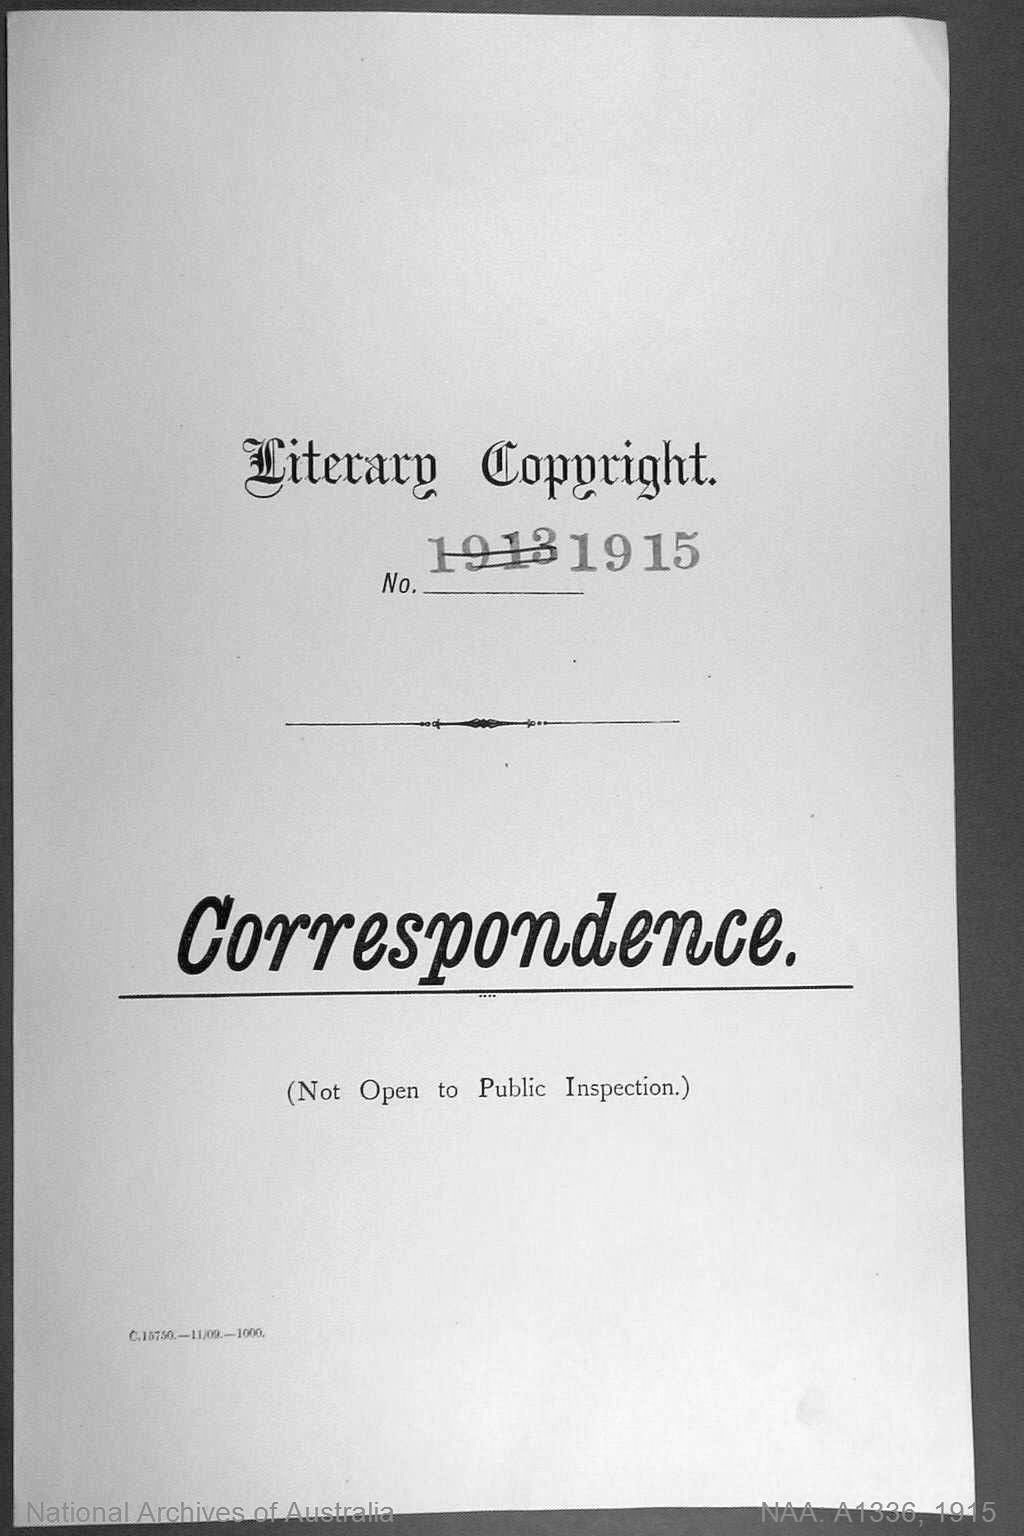 Literary Copyright.
No. 1913 1915
Correspondence.
(Not Open to Public Inspection.)
C.15750.—11/09.—1000.
National Archives of Australia
NAA: A1336, 1915